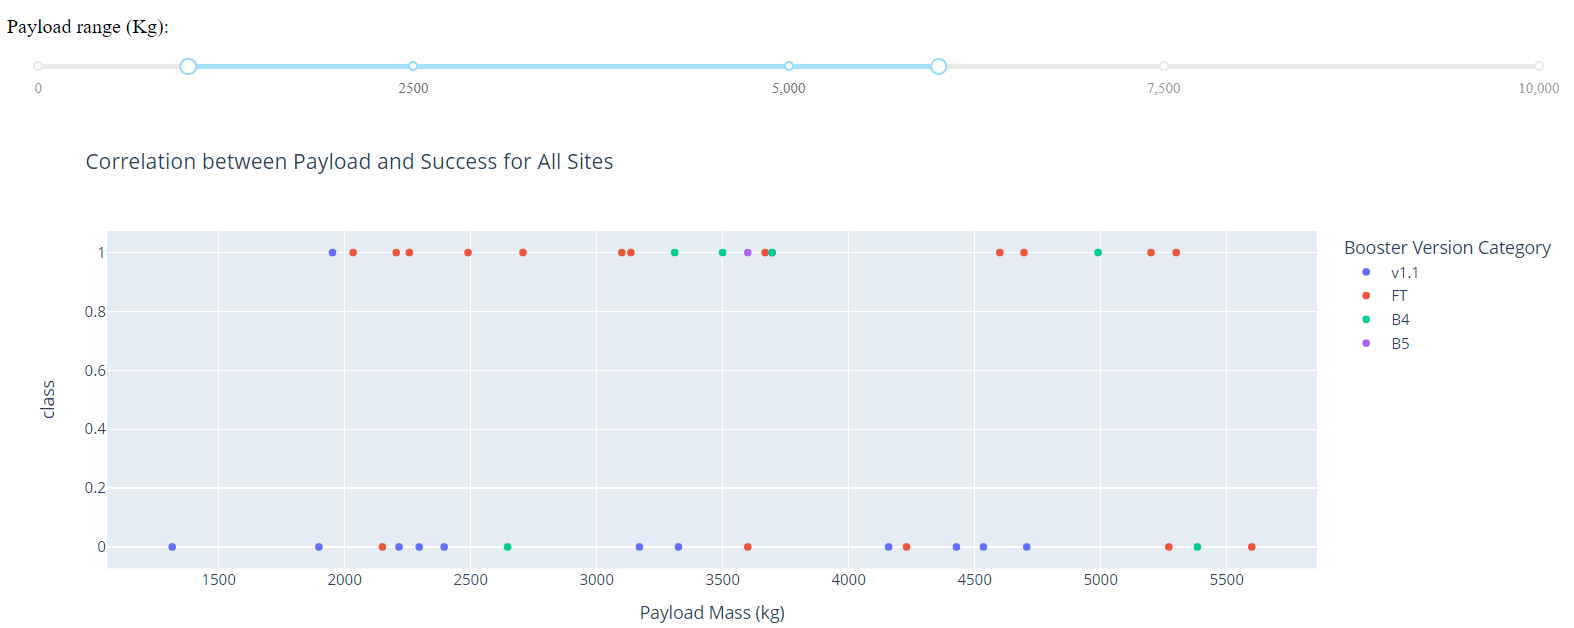 Payload range (Kg):
0 2500 5,000 7,500 10,000
Correlation between Payload and Success for All Sites
Booster Version Category
v1.1
FT
B4
B5
1
0.8
0.6
0.4
0.2
0
class
1500 2000 2500 3000 3500 4000 4500 5000 5500
Payload Mass (kg)